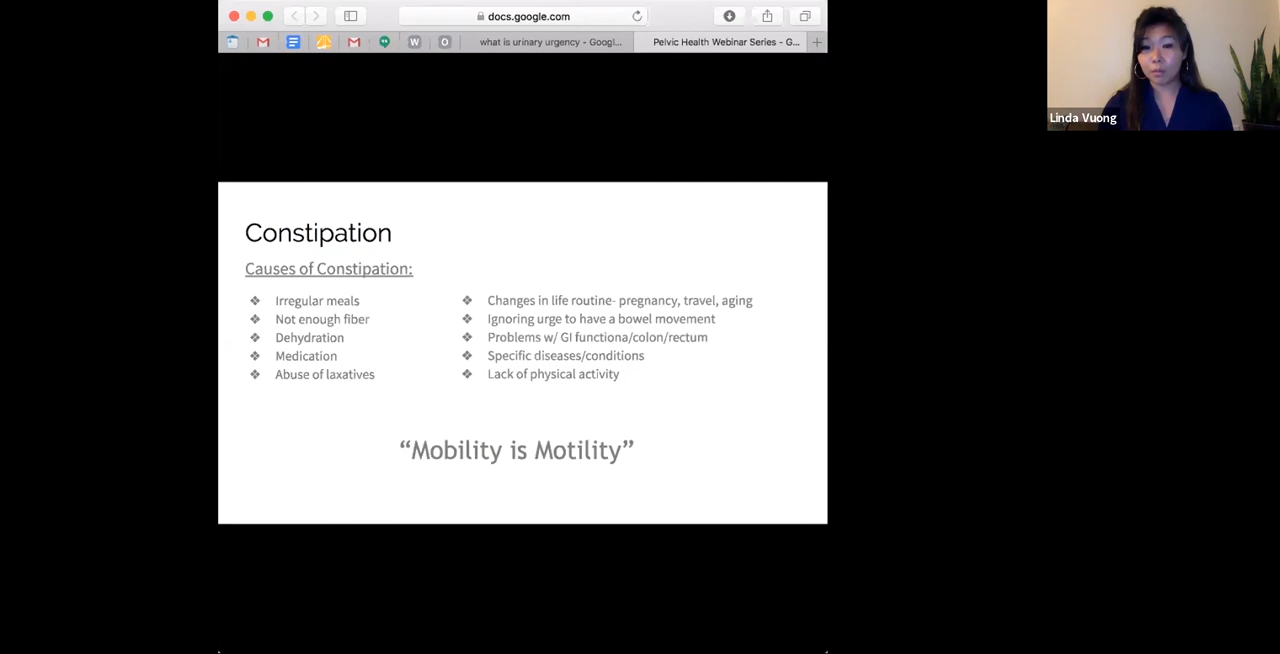 docs.google.com
W
O
what is urinary urgency - Googl...
Pelvic Health Webinar Series - G...
Linda Vuong
Constipation
Causes of Constipation:
❖ Irregular meals
❖ Not enough fiber
❖ Dehydration
❖ Medication
❖ Abuse of laxatives
❖ Changes in life routine- pregnancy, travel, aging
❖ Ignoring urge to have a bowel movement
❖ Problems w/ GI functiona/colon/rectum
❖ Specific diseases/conditions
❖ Lack of physical activity
“Mobility is Motility”